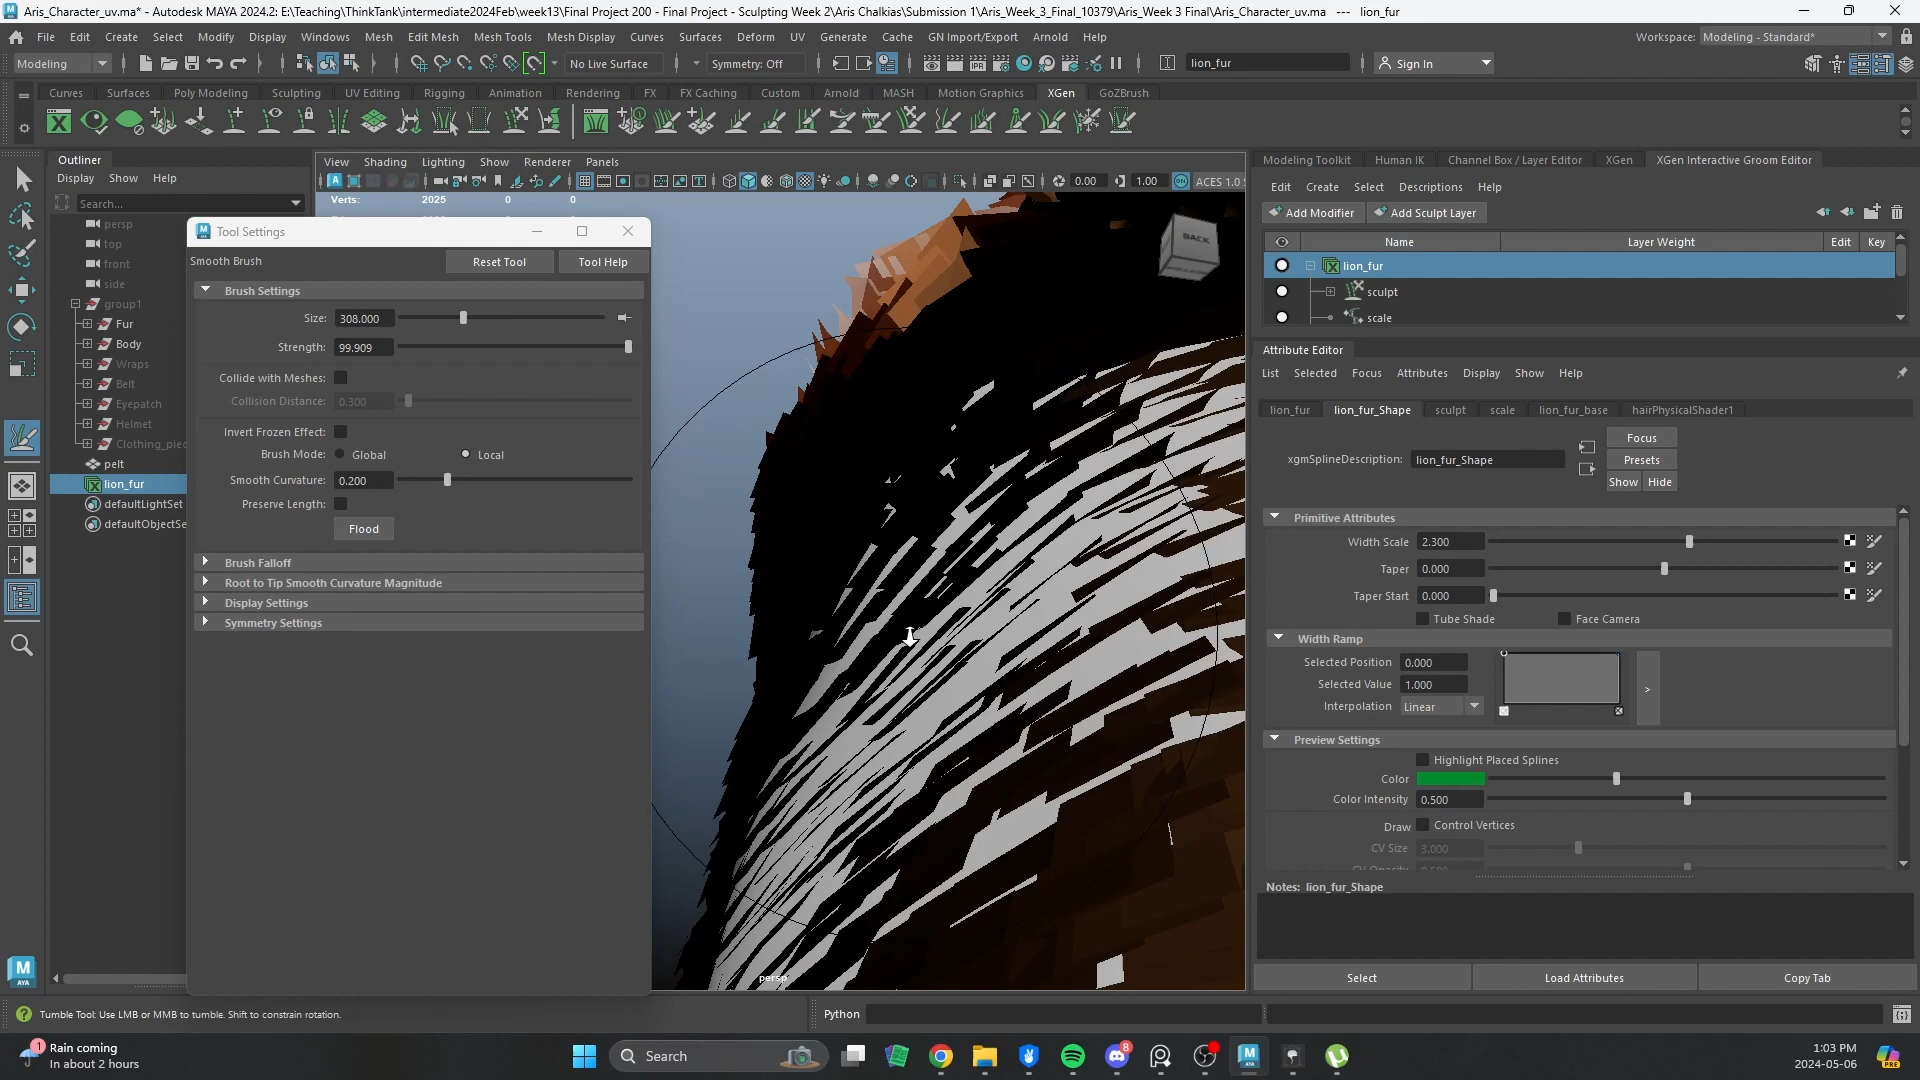 Aris_Character_uv.ma* - Autodesk MAYA 2024.2: E:\Teaching\ThinkTank\intermediate2024Feb\week13\Final Project 200 - Final Project - Sculpting Week 2\Aris Chalkias\Submission 1\Aris_Week_3_Final_10379\Aris_Week 3 Final\Aris_Character_uv.ma --- lion_fur
File Edit Create Select Modify Display Windows Mesh Edit Mesh Mesh Tools Mesh Display Curves Surfaces Deform UV Generate Cache GN Import/Export Arnold Help
Workspace: Modeling - Standard*
Modeling No Live Surface Symmetry: Off lion_fur Sign In
Curves Surfaces Poly Modeling Sculpting UV Editing Rigging Animation Rendering FX FX Caching Custom Arnold MASH Motion Graphics XGen GoZBrush
Outliner
Display Show Help
Search...
persp
top
front
side
group1
Fur
Body
Wraps
Belt
Eyepatch
Helmet
Clothing_piec
pelt
lion_fur
defaultLightSet
defaultObjectSe
View Shading Lighting Show Renderer Panels
0.00 1.00 ACES 1.0
Verts: 2025 0 0
BACK
persp
Tool Settings
Smooth Brush Reset Tool Tool Help
Brush Settings
Size: 308.000
Strength: 99.909
Collide with Meshes:
Collision Distance: 0.300
Invert Frozen Effect:
Brush Mode: Global Local
Smooth Curvature: 0.200
Preserve Length:
Flood
Brush Falloff
Root to Tip Smooth Curvature Magnitude
Display Settings
Symmetry Settings
Modeling Toolkit Human IK Channel Box / Layer Editor XGen XGen Interactive Groom Editor
Edit Create Select Descriptions Help
Add Modifier Add Sculpt Layer
Name Layer Weight Edit Key
lion_fur
sculpt
scale
Attribute Editor
List Selected Focus Attributes Display Show Help
lion_fur lion_fur_Shape sculpt scale lion_fur_base hairPhysicalShader1
xgmSplineDescription: lion_fur_Shape
Focus
Presets
Show Hide
Primitive Attributes
Width Scale 2.300
Taper 0.000
Taper Start 0.000
Tube Shade Face Camera
Width Ramp
Selected Position 0.000
Selected Value 1.000
Interpolation Linear
>
Preview Settings
Highlight Placed Splines
Color
Color Intensity 0.500
Draw Control Vertices
CV Size 3.000
Notes: lion_fur_Shape
Select Load Attributes Copy Tab
Tumble Tool: Use LMB or MMB to tumble. Shift to constrain rotation.
Python
Rain coming
In about 2 hours
Search
1:03 PM
2024-05-06